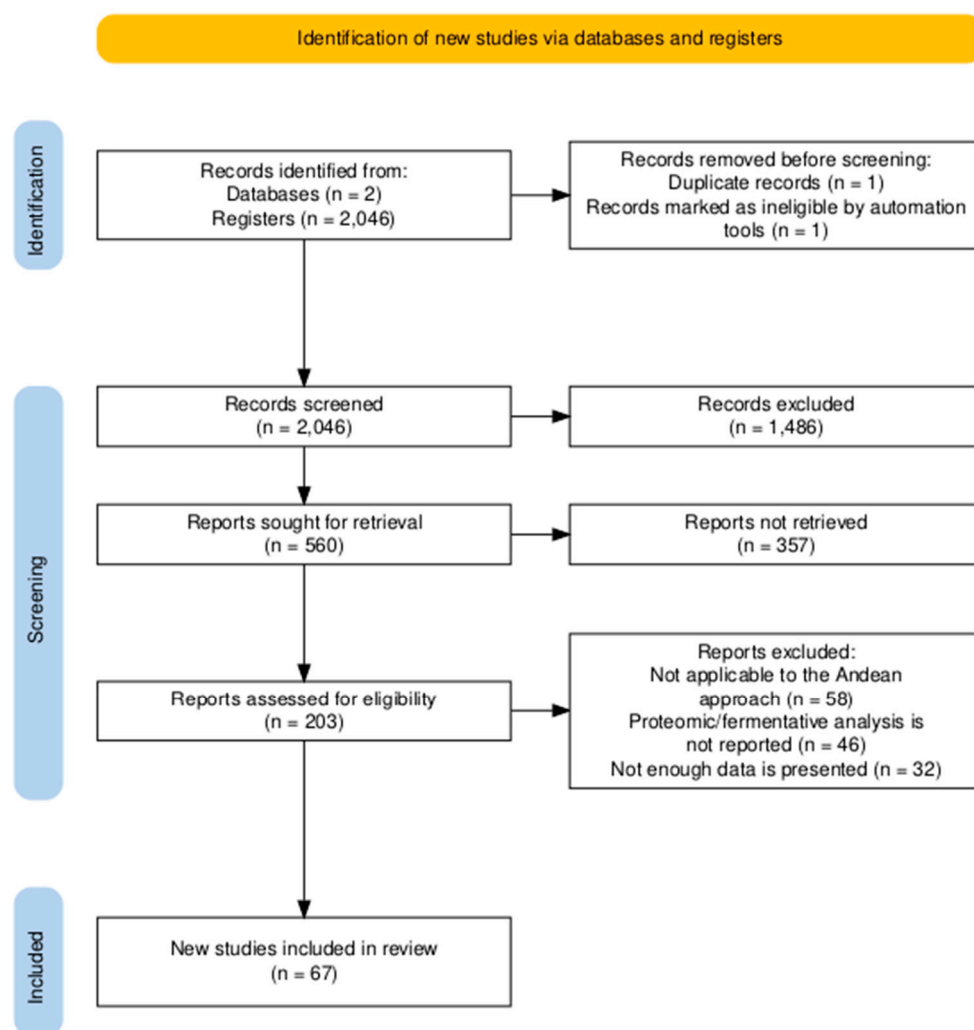 Identification of new studies via databases and registers
Identification
Records identified from:
Databases (n = 2)
Registers (n = 2,046)
Records removed before screening:
Duplicate records (n = 1)
Records marked as ineligible by automation
tools (n = 1)
Screening
Records screened
(n = 2,046)
Records excluded
(n = 1,486)
Reports sought for retrieval
(n = 560)
Reports not retrieved
(n = 357)
Reports assessed for eligibility
(n = 203)
Reports excluded:
Not applicable to the Andean
approach (n = 58)
Proteomic/fermentative analysis is
not reported (n = 46)
Not enough data is presented (n = 32)
Included
New studies included in review
(n = 67)